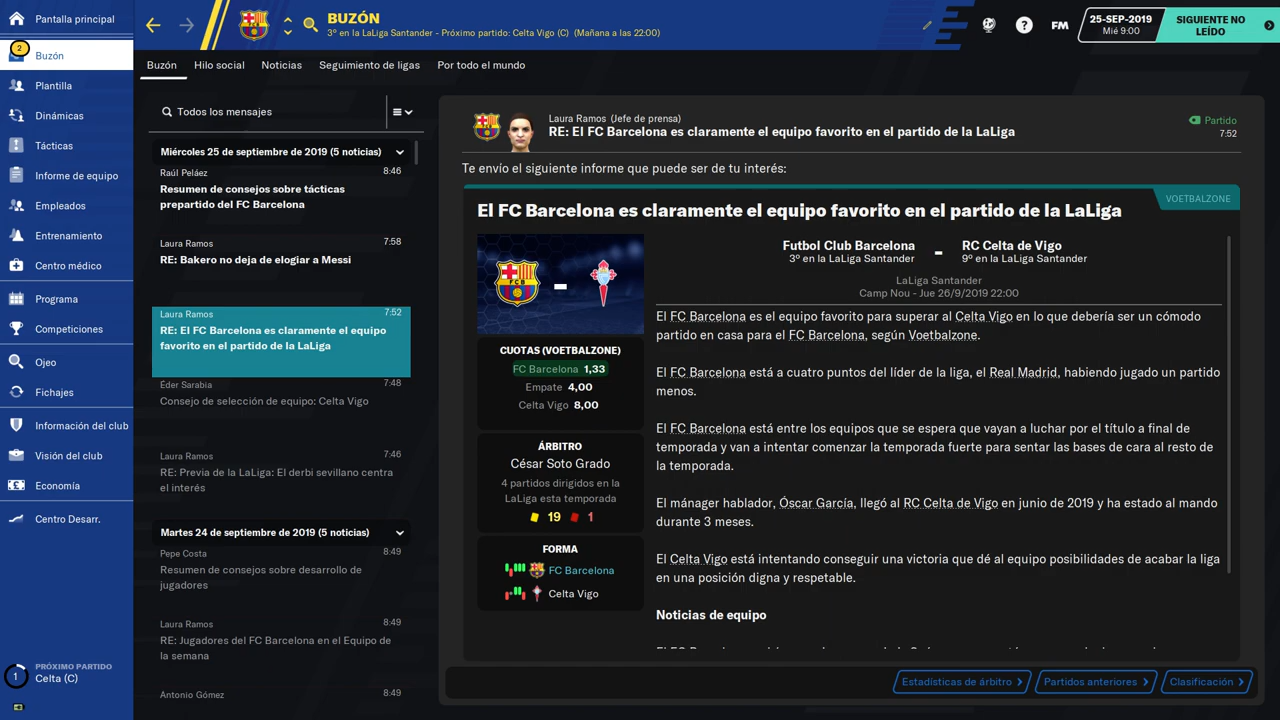 Pantalla principal
2
Buzón
Plantilla
Dinámicas
Tácticas
Informe de equipo
Empleados
Entrenamiento
Centro médico
Programa
Competiciones
Ojeo
Fichajes
Información del club
Visión del club
Economía
Centro Desarr.
1
PRÓXIMO PARTIDO
Celta (C)
BUZÓN
3º en la LaLiga Santander - Próximo partido: Celta Vigo (C) (Mañana a las 22:00)
?
FM
25-SEP-2019
Mié 9:00
SIGUIENTE NO
LEÍDO
Buzón
Hilo social
Noticias
Seguimiento de ligas
Por todo el mundo
Todos los mensajes
Miércoles 25 de septiembre de 2019 (5 noticias)
Raúl Peláez
8:46
Resumen de consejos sobre tácticas
prepartido del FC Barcelona
Laura Ramos
7:58
RE: Bakero no deja de elogiar a Messi
Laura Ramos
7:52
RE: El FC Barcelona es claramente el equipo
favorito en el partido de la LaLiga
Éder Sarabia
7:48
Consejo de selección de equipo: Celta Vigo
Laura Ramos
7:46
RE: Previa de la LaLiga: El derbi sevillano centra
el interés
Martes 24 de septiembre de 2019 (5 noticias)
Pepe Costa
8:49
Resumen de consejos sobre desarrollo de
jugadores
Laura Ramos
8:49
RE: Jugadores del FC Barcelona en el Equipo de
la semana
Antonio Gómez
8:49
Laura Ramos (Jefe de prensa)
RE: El FC Barcelona es claramente el equipo favorito en el partido de la LaLiga
Partido
7:52
Te envío el siguiente informe que puede ser de tu interés:
VOETBALZONE
El FC Barcelona es claramente el equipo favorito en el partido de la LaLiga
FCB
-
CUOTAS (VOETBALZONE)
FC Barcelona 1,33
Empate 4,00
Celta Vigo 8,00
ÁRBITRO
César Soto Grado
4 partidos dirigidos en la
LaLiga esta temporada
19 1
FORMA
FC Barcelona
Celta Vigo
Futbol Club Barcelona - RC Celta de Vigo
3º en la LaLiga Santander 9º en la LaLiga Santander
LaLiga Santander
Camp Nou - Jue 26/9/2019 22:00
El FC Barcelona es el equipo favorito para superar al Celta Vigo en lo que debería ser un cómodo
partido en casa para el FC Barcelona, según Voetbalzone.
El FC Barcelona está a cuatro puntos del líder de la liga, el Real Madrid, habiendo jugado un partido
menos.
El FC Barcelona está entre los equipos que se espera que vayan a luchar por el título a final de
temporada y van a intentar comenzar la temporada fuerte para sentar las bases de cara al resto de
la temporada.
El mánager hablador, Óscar García, llegó al RC Celta de Vigo en junio de 2019 y ha estado al mando
durante 3 meses.
El Celta Vigo está intentando conseguir una victoria que dé al equipo posibilidades de acabar la liga
en una posición digna y respetable.
Noticias de equipo
Estadísticas de árbitro
Partidos anteriores
Clasificación